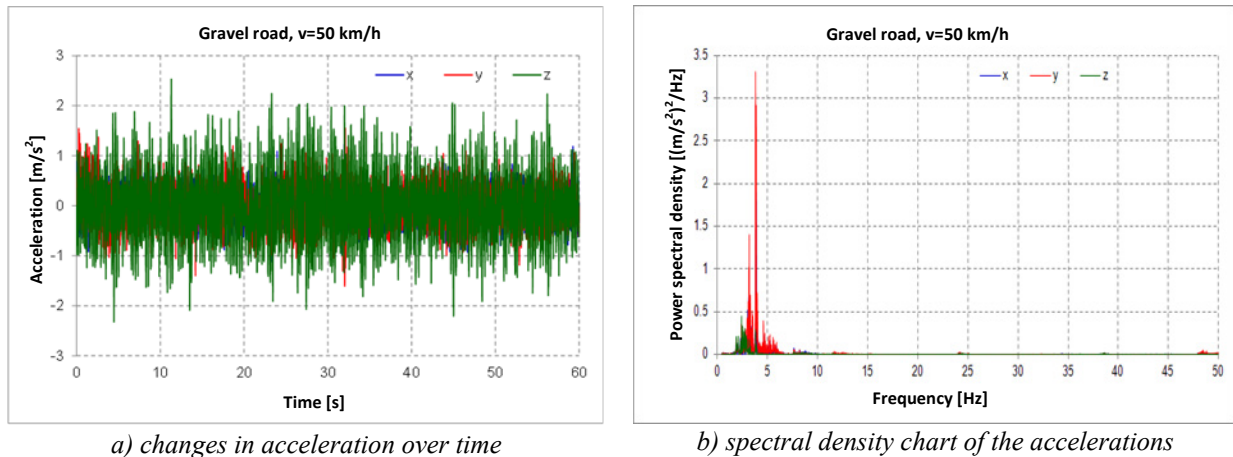 Gravel road, v=50 km/h
x y z
Acceleration [m/s²]
3
2
1
0
-1
-2
-3
0 10 20 30 40 50 60
Time [s]
a) changes in acceleration over time
Gravel road, v=50 km/h
x y z
Power spectral density [(m/s²)²/Hz]
3.5
3
2.5
2
1.5
1
0.5
0
0 5 10 15 20 25 30 35 40 45 50
Frequency [Hz]
b) spectral density chart of the accelerations